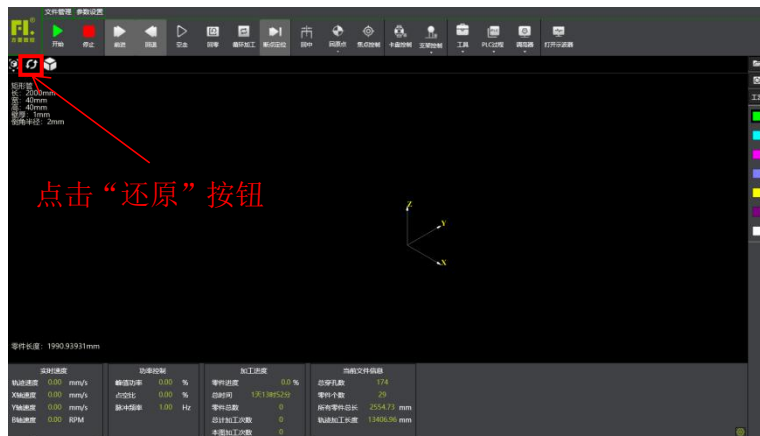 文件管理 参数设置
FL®
开始 停止 前进 回退 空走 回零 循环加工 断点定位 回中 回原点 焦点控制 卡盘控制 支架控制 工具 PLC过程 调高器 打开示波器
矩形管
长: 2000mm
宽: 40mm
高: 40mm
壁厚: 1mm
倒角半径: 2mm
工具
点击“还原”按钮
Z
Y
X
零件长度: 1990.93931mm
实时速度 功率控制 加工进度 当前文件信息
轨迹速度 0.00 mm/s 峰值功率 0.00 % 零件进度 0.0 % 总穿孔数 174
X轴速度 0.00 mm/s 占空比 0.00 % 总时间 1天13时52分 零件个数 29
Y轴速度 0.00 mm/s 脉冲频率 1.00 Hz 零件总数 0 所有零件总长 2554.73 mm
B轴速度 0.00 RPM 总计加工次数 0 轨迹加工长度 13406.96 mm
本图加工次数 0